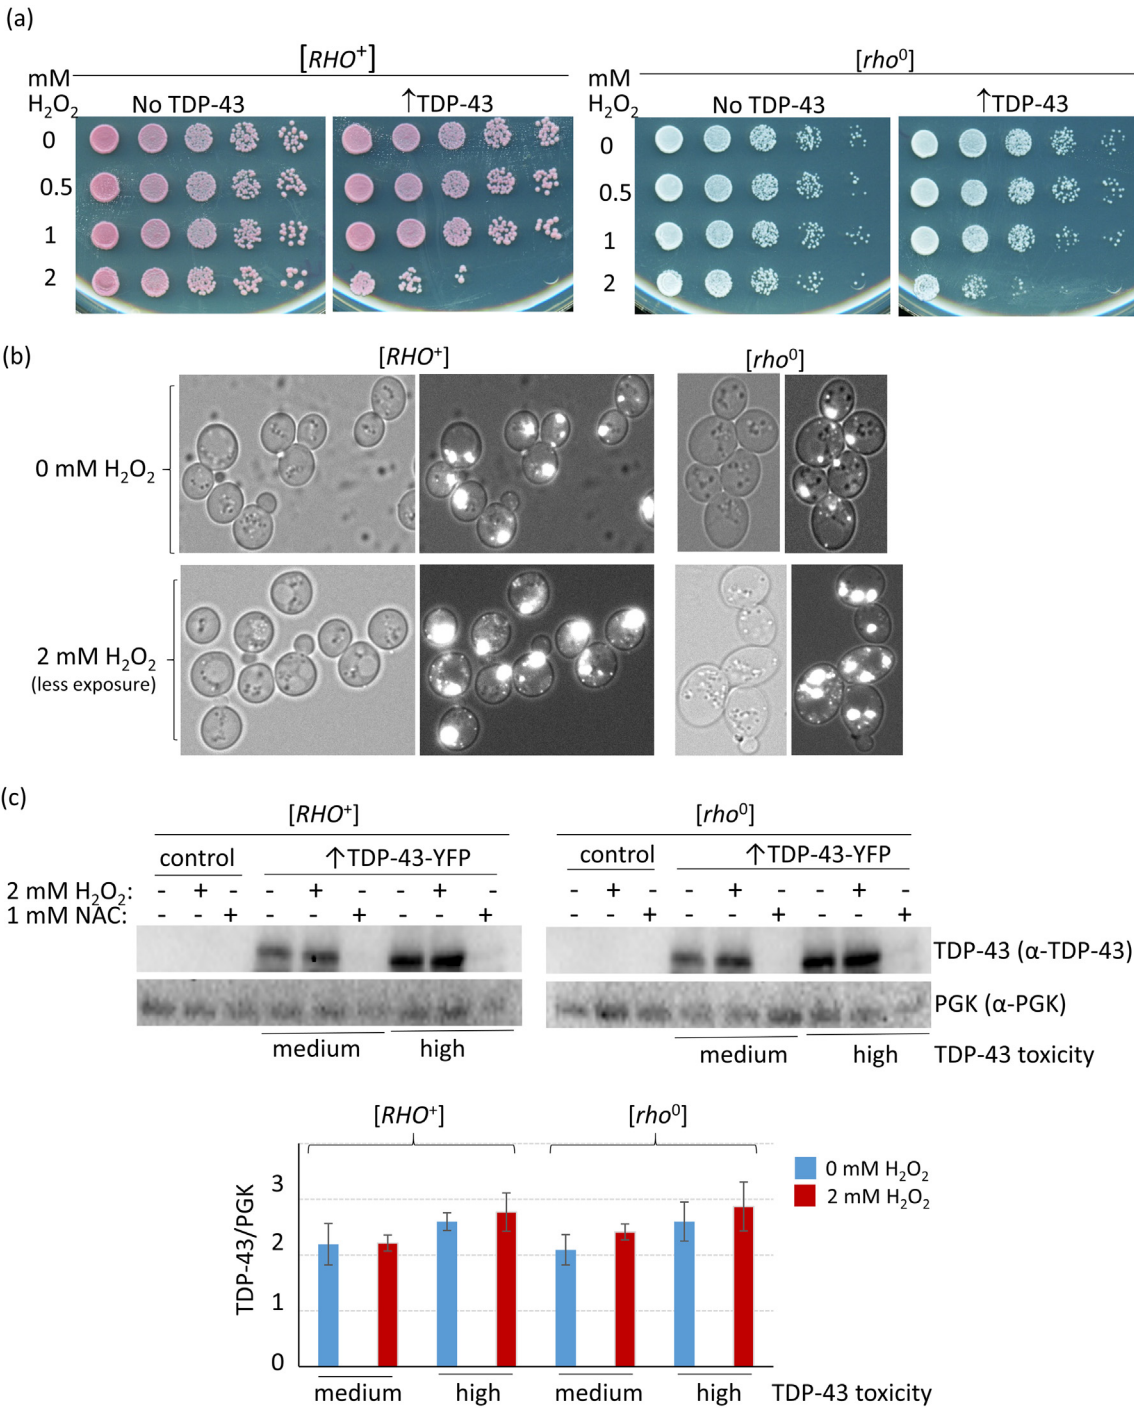 (a)
[RHO⁺] [rho⁰]
mM H₂O₂ No TDP-43 ↑TDP-43 mM H₂O₂ No TDP-43 ↑TDP-43
0 0
0.5 0.5
1 1
2 2
(b)
[RHO⁺] [rho⁰]
0 mM H₂O₂
2 mM H₂O₂
(less exposure)
(c)
[RHO⁺] [rho⁰]
control ↑TDP-43-YFP control ↑TDP-43-YFP
2 mM H₂O₂: - + - - + - - + - - + - - + - - + -
1 mM NAC: - - + - - + - - + - - + - - + - - +
TDP-43 (α-TDP-43)
PGK (α-PGK)
medium high medium high TDP-43 toxicity
[RHO⁺] [rho⁰]
TDP-43/PGK
3
2
1
0
0 mM H₂O₂
2 mM H₂O₂
medium high medium high TDP-43 toxicity